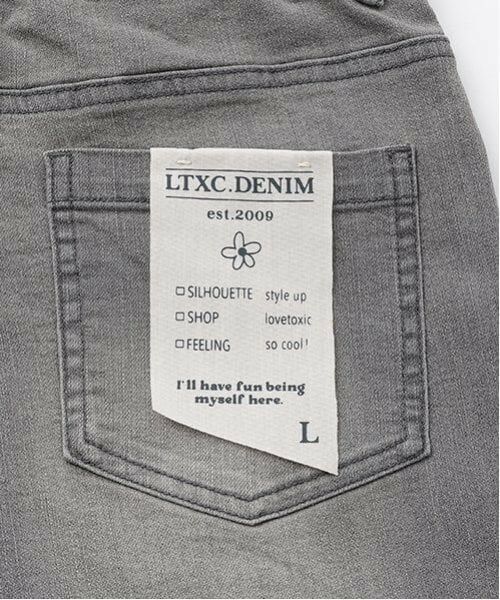 LTXC.DENIM
est.2009
SILHOUETTE style up
SHOP lovetoxic
FEELING so cool!
I'll have fun being
myself here.
L